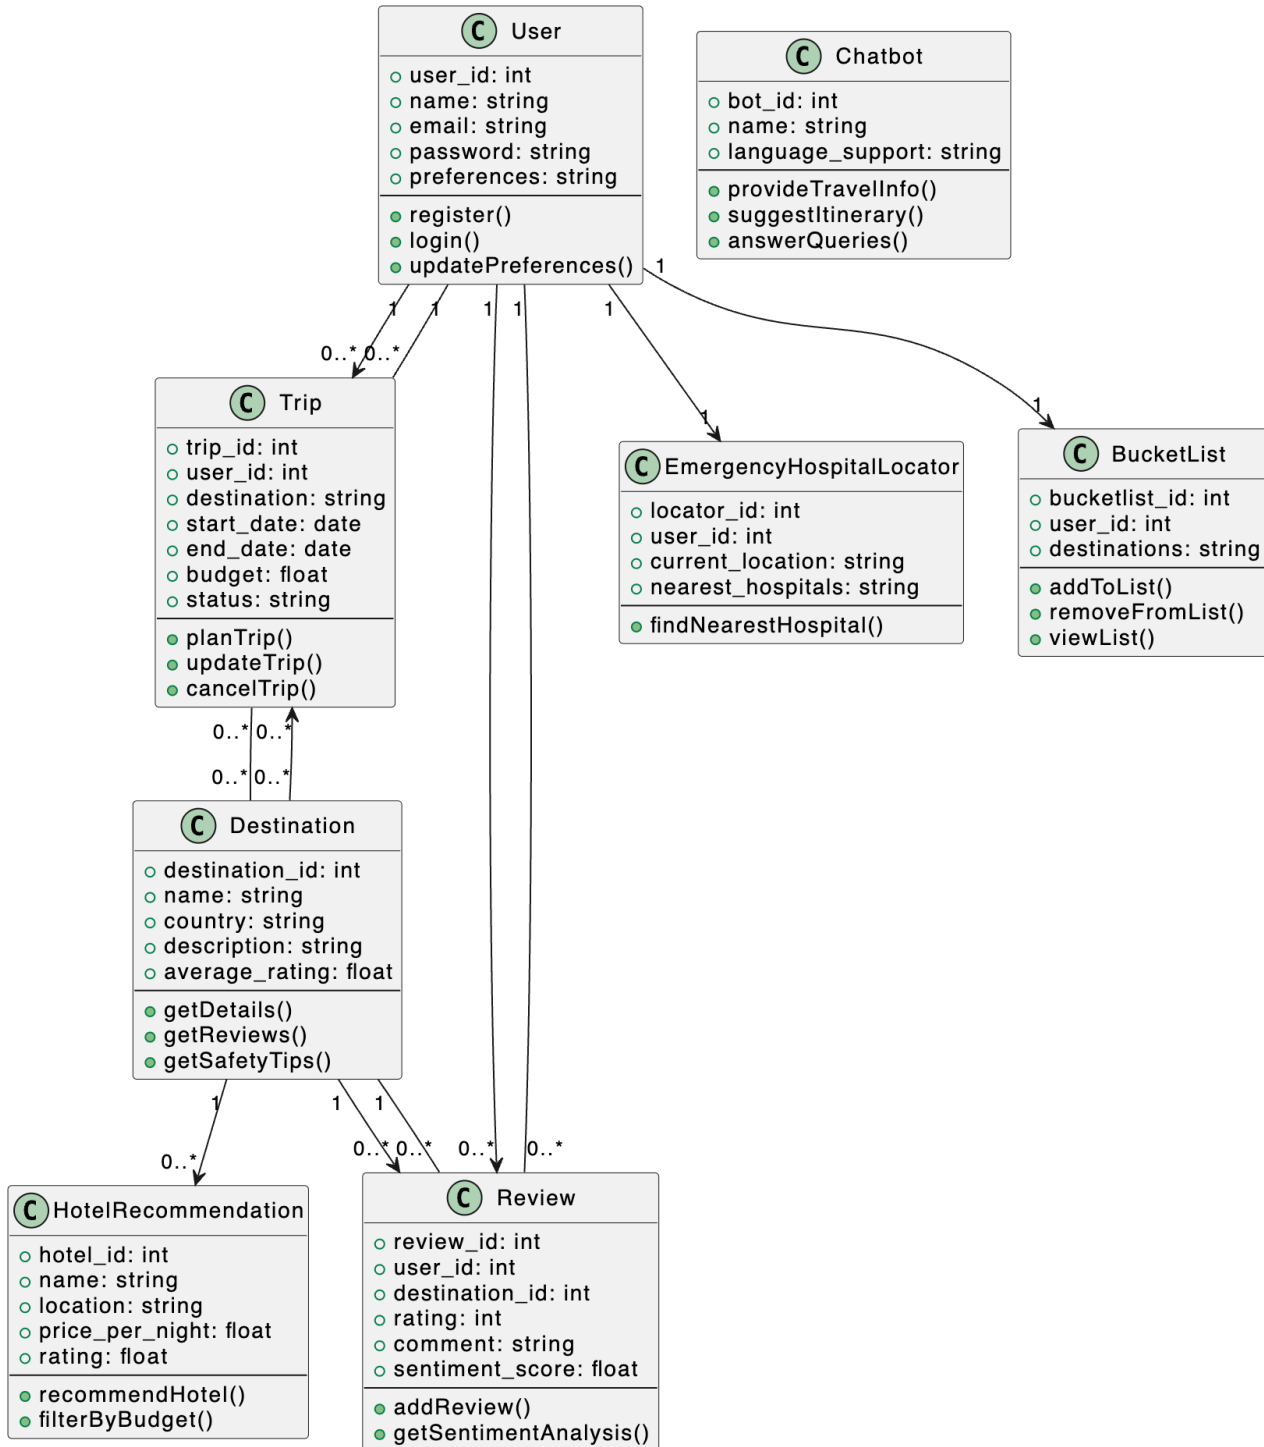 C User
user_id: int
name: string
email: string
password: string
preferences: string
register()
login()
updatePreferences()
C Chatbot
bot_id: int
name: string
language_support: string
provideTravelInfo()
suggestItinerary()
answerQueries()
1 1 1 1 1 1
0..* 0..* 1 1
C Trip
trip_id: int
user_id: int
destination: string
start_date: date
end_date: date
budget: float
status: string
planTrip()
updateTrip()
cancelTrip()
C EmergencyHospitalLocator
locator_id: int
user_id: int
current_location: string
nearest_hospitals: string
findNearestHospital()
C BucketList
bucketlist_id: int
user_id: int
destinations: string
addToList()
removeFromList()
viewList()
0..* 0..*
0..* 0..*
C Destination
destination_id: int
name: string
country: string
description: string
average_rating: float
getDetails()
getReviews()
getSafetyTips()
1 1 1
0..* 0..* 0..* 0..* 0..*
C HotelRecommendation
hotel_id: int
name: string
location: string
price_per_night: float
rating: float
recommendHotel()
filterByBudget()
C Review
review_id: int
user_id: int
destination_id: int
rating: int
comment: string
sentiment_score: float
addReview()
getSentimentAnalysis()